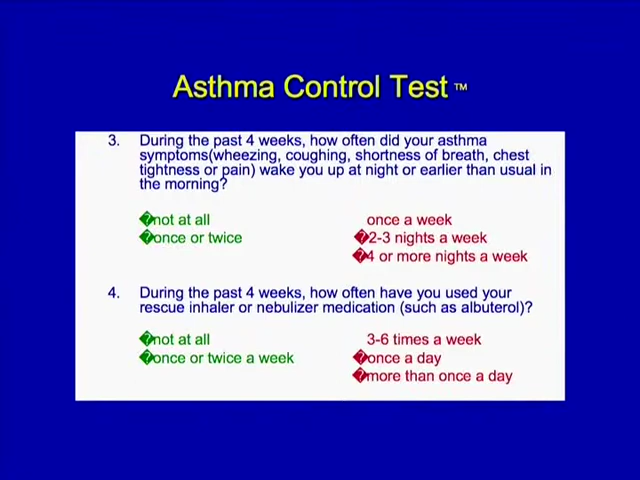 Asthma Control Test ™
3. During the past 4 weeks, how often did your asthma
symptoms(wheezing, coughing, shortness of breath, chest
tightness or pain) wake you up at night or earlier than usual in
the morning?
�not at all once a week
�once or twice �2-3 nights a week
�4 or more nights a week
4. During the past 4 weeks, how often have you used your
rescue inhaler or nebulizer medication (such as albuterol)?
�not at all 3-6 times a week
�once or twice a week �once a day
�more than once a day